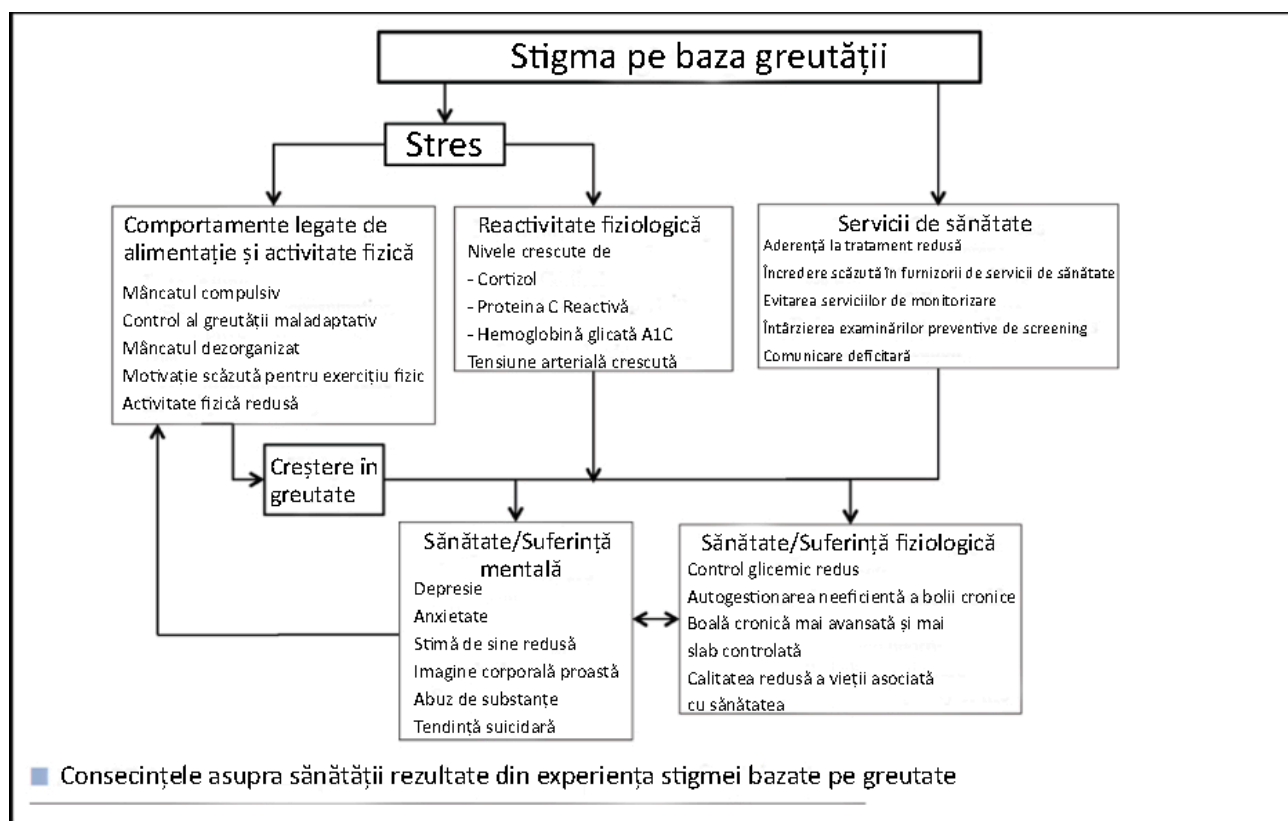 Stigma pe baza greutății
Stres
Comportamente legate de
alimentație și activitate fizică
Mâncatul compulsiv
Control al greutății maladaptativ
Mâncatul dezorganizat
Motivație scăzută pentru exercițiu fizic
Activitate fizică redusă
Reactivitate fiziologică
Nivele crescute de
- Cortizol
- Proteina C Reactivă
- Hemoglobină glicată A1C
Tensiune arterială crescută
Servicii de sănătate
Aderență la tratament redusă
Încredere scăzută în furnizorii de servicii de sănătate
Evitarea serviciilor de monitorizare
Întârzierea examinărilor preventive de screening
Comunicare deficitară
Creștere în
greutate
Sănătate/Suferință
mentală
Depresie
Anxietate
Stimă de sine redusă
Imagine corporală proastă
Abuz de substanțe
Tendință suicidară
Sănătate/Suferință fiziologică
Control glicemic redus
Autogestionarea neeficientă a bolii cronice
Boală cronică mai avansată și mai
slab controlată
Calitatea redusă a vieții asociată
cu sănătatea
Consecințele asupra sănătății rezultate din experiența stigmei bazate pe greutate